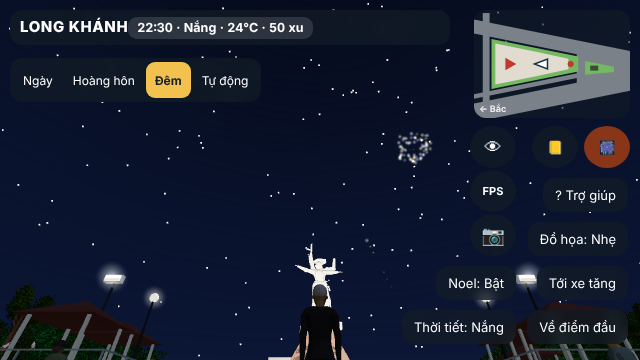 LONG KHÁNH
22:30 · Nắng · 24°C · 50 xu
Ngày Hoàng hôn Đêm Tự động
← Bắc
FPS
? Trợ giúp
Đồ họa: Nhẹ
Noel: Bật
Tới xe tăng
Thời tiết: Nắng
Về điểm đầu